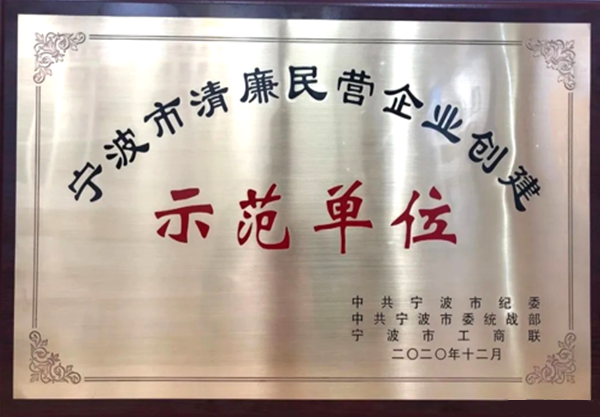 宁波市清廉民营企业创建
示范单位
中共宁波市纪委
中共宁波市委统战部
宁波市工商联
二〇二〇年十二月